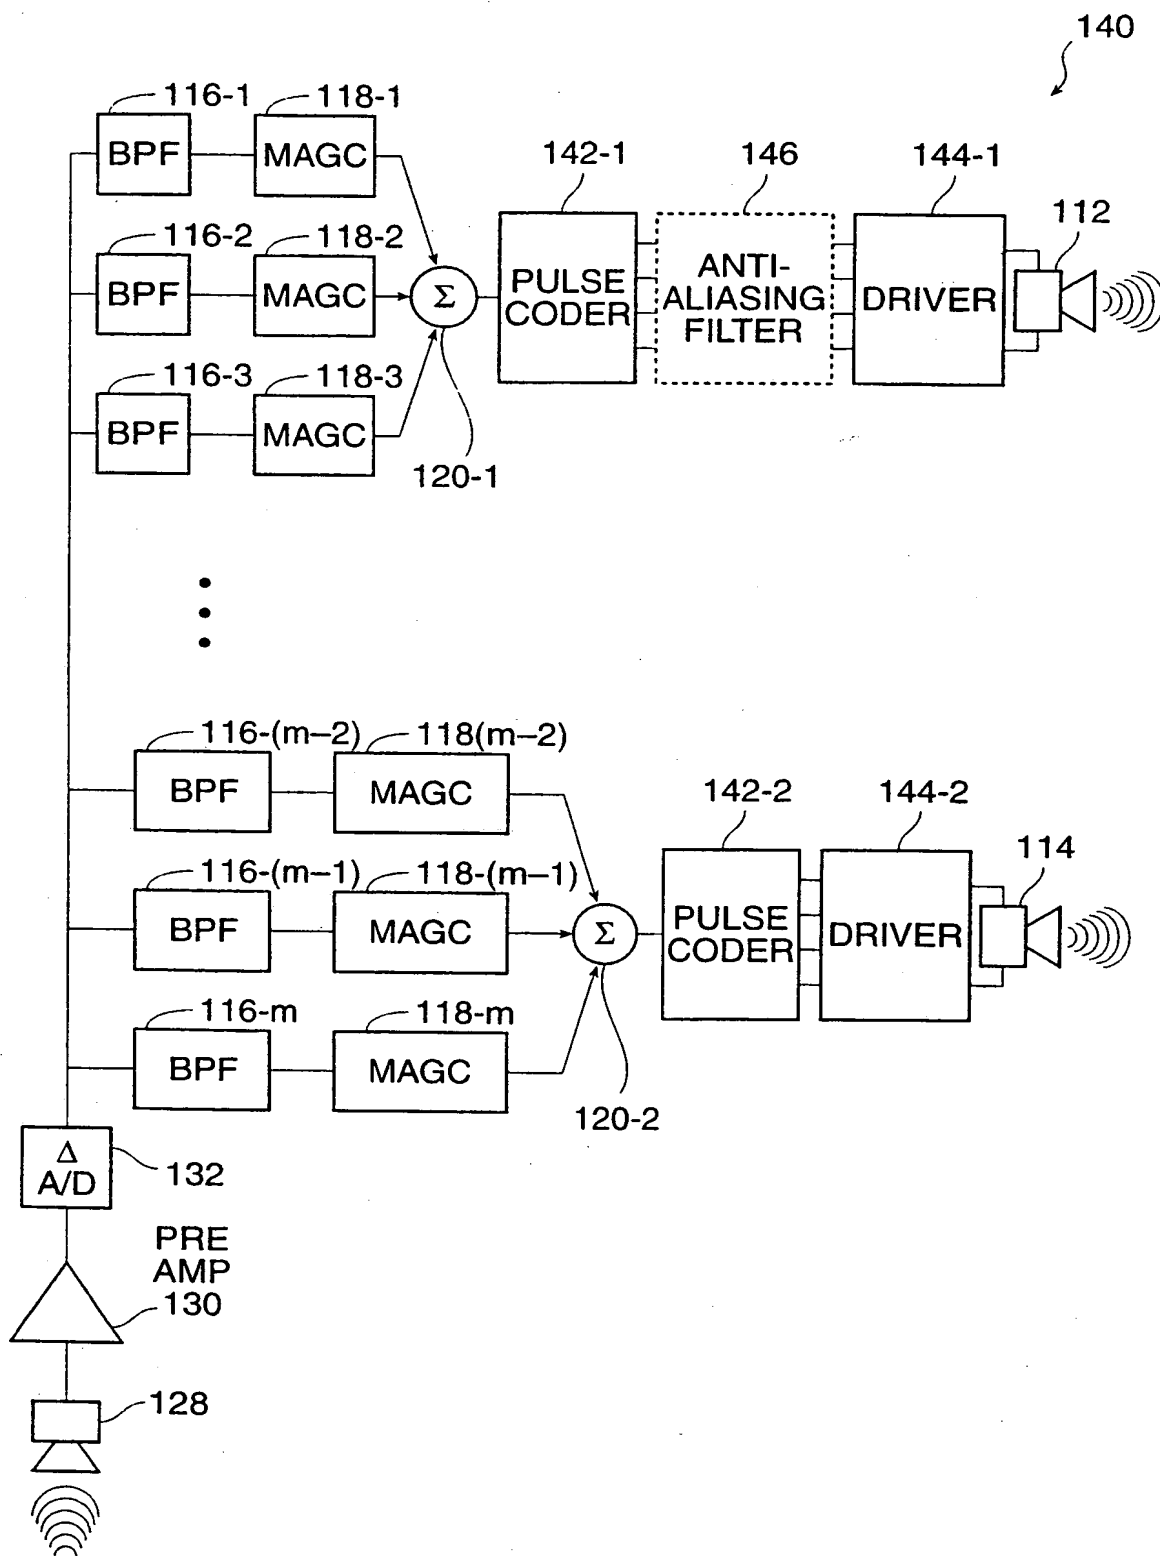 140
116-1
118-1
BPF
MAGC
142-1
146
144-1
112
116-2
118-2
BPF
MAGC
Σ
PULSE
CODER
ANTI-
ALIASING
FILTER
DRIVER
116-3
118-3
BPF
MAGC
120-1
116-(m–2)
118(m–2)
BPF
MAGC
142-2
144-2
114
116-(m–1)
118-(m–1)
BPF
MAGC
Σ
PULSE
CODER
DRIVER
116-m
118-m
BPF
MAGC
120-2
Δ
A/D
132
PRE
AMP
130
128